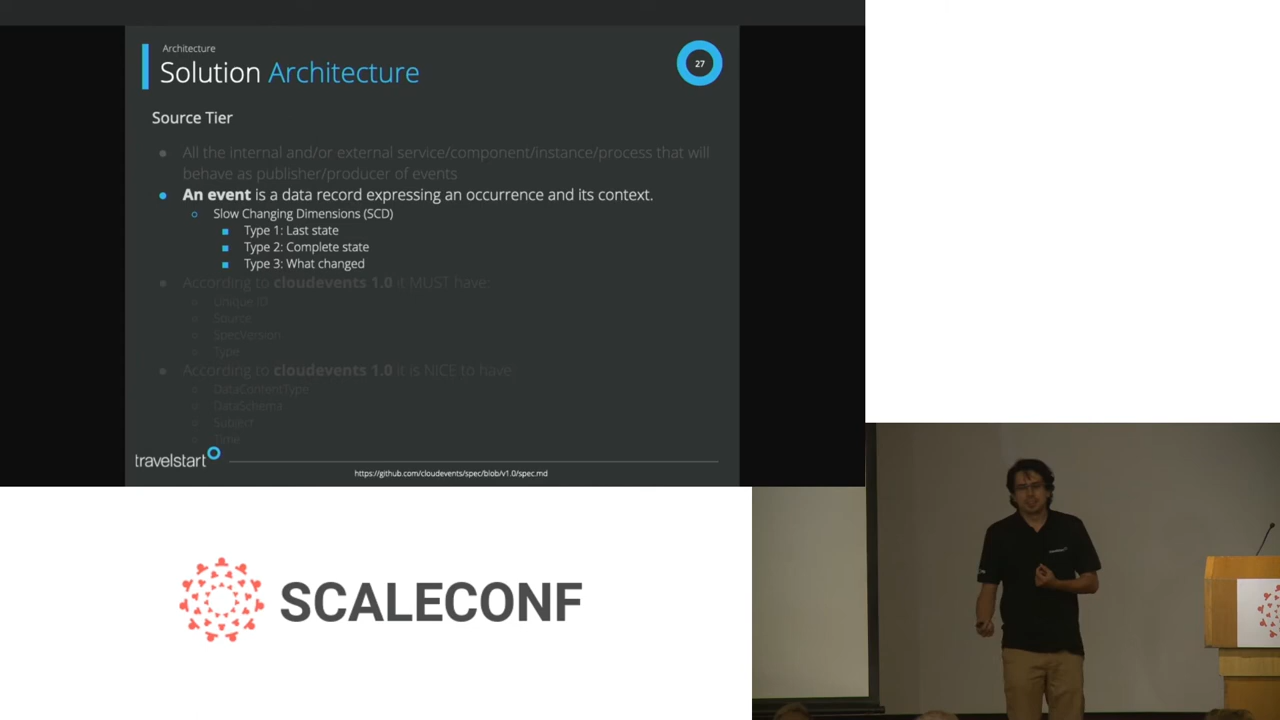 Architecture
Solution Architecture
27
Source Tier
● All the internal and/or external service/component/instance/process that will
behave as publisher/producer of events
● An event is a data record expressing an occurrence and its context.
○ Slow Changing Dimensions (SCD)
■ Type 1: Last state
■ Type 2: Complete state
■ Type 3: What changed
● According to cloudevents 1.0 it MUST have:
○ Unique ID
○ Source
○ SpecVersion
○ Type
● According to cloudevents 1.0 it is NICE to have:
○ DataContentType
○ DataSchema
○ Subject
○ Time
travelstart
https://github.com/cloudevents/spec/blob/v1.0/spec.md
SCALECONF